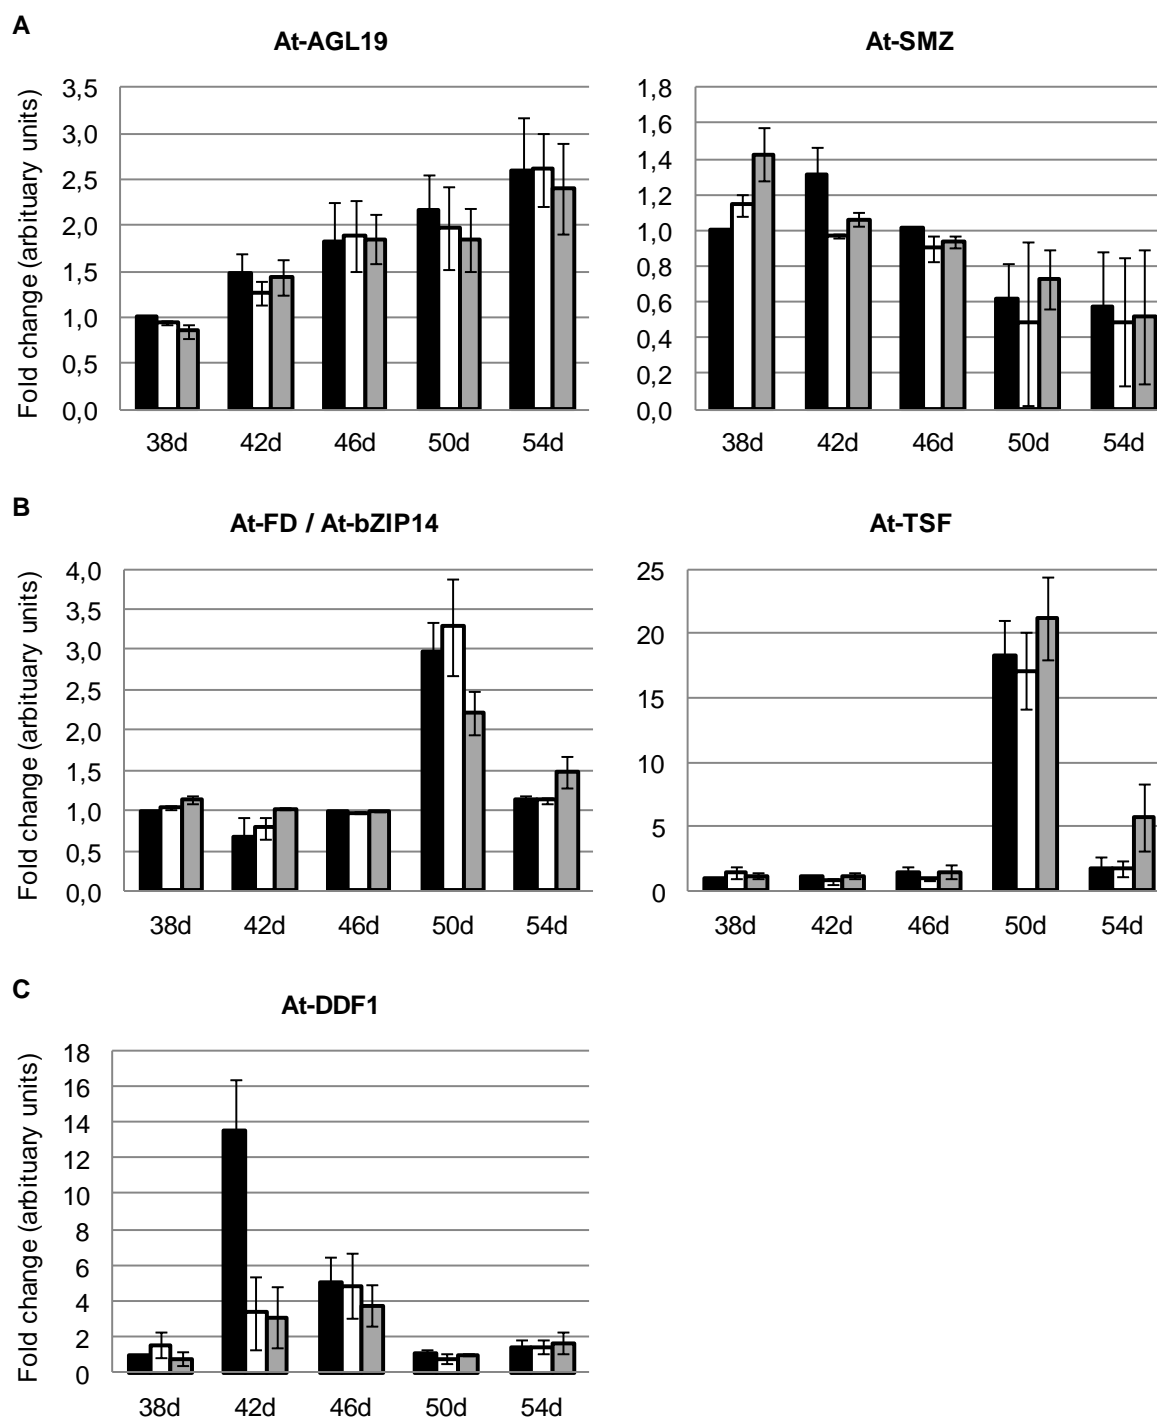 A
At-AGL19
At-SMZ
Fold change (arbituary units)
3,5
3,0
2,5
2,0
1,5
1,0
0,5
0,0
38d 42d 46d 50d 54d
1,8
1,6
1,4
1,2
1,0
0,8
0,6
0,4
0,2
0,0
38d 42d 46d 50d 54d
B
At-FD / At-bZIP14
At-TSF
Fold change (arbituary units)
4,0
3,5
3,0
2,5
2,0
1,5
1,0
0,5
0,0
38d 42d 46d 50d 54d
25
20
15
10
5
0
38d 42d 46d 50d 54d
C
At-DDF1
Fold change (arbituary units)
18
16
14
12
10
8
6
4
2
0
38d 42d 46d 50d 54d